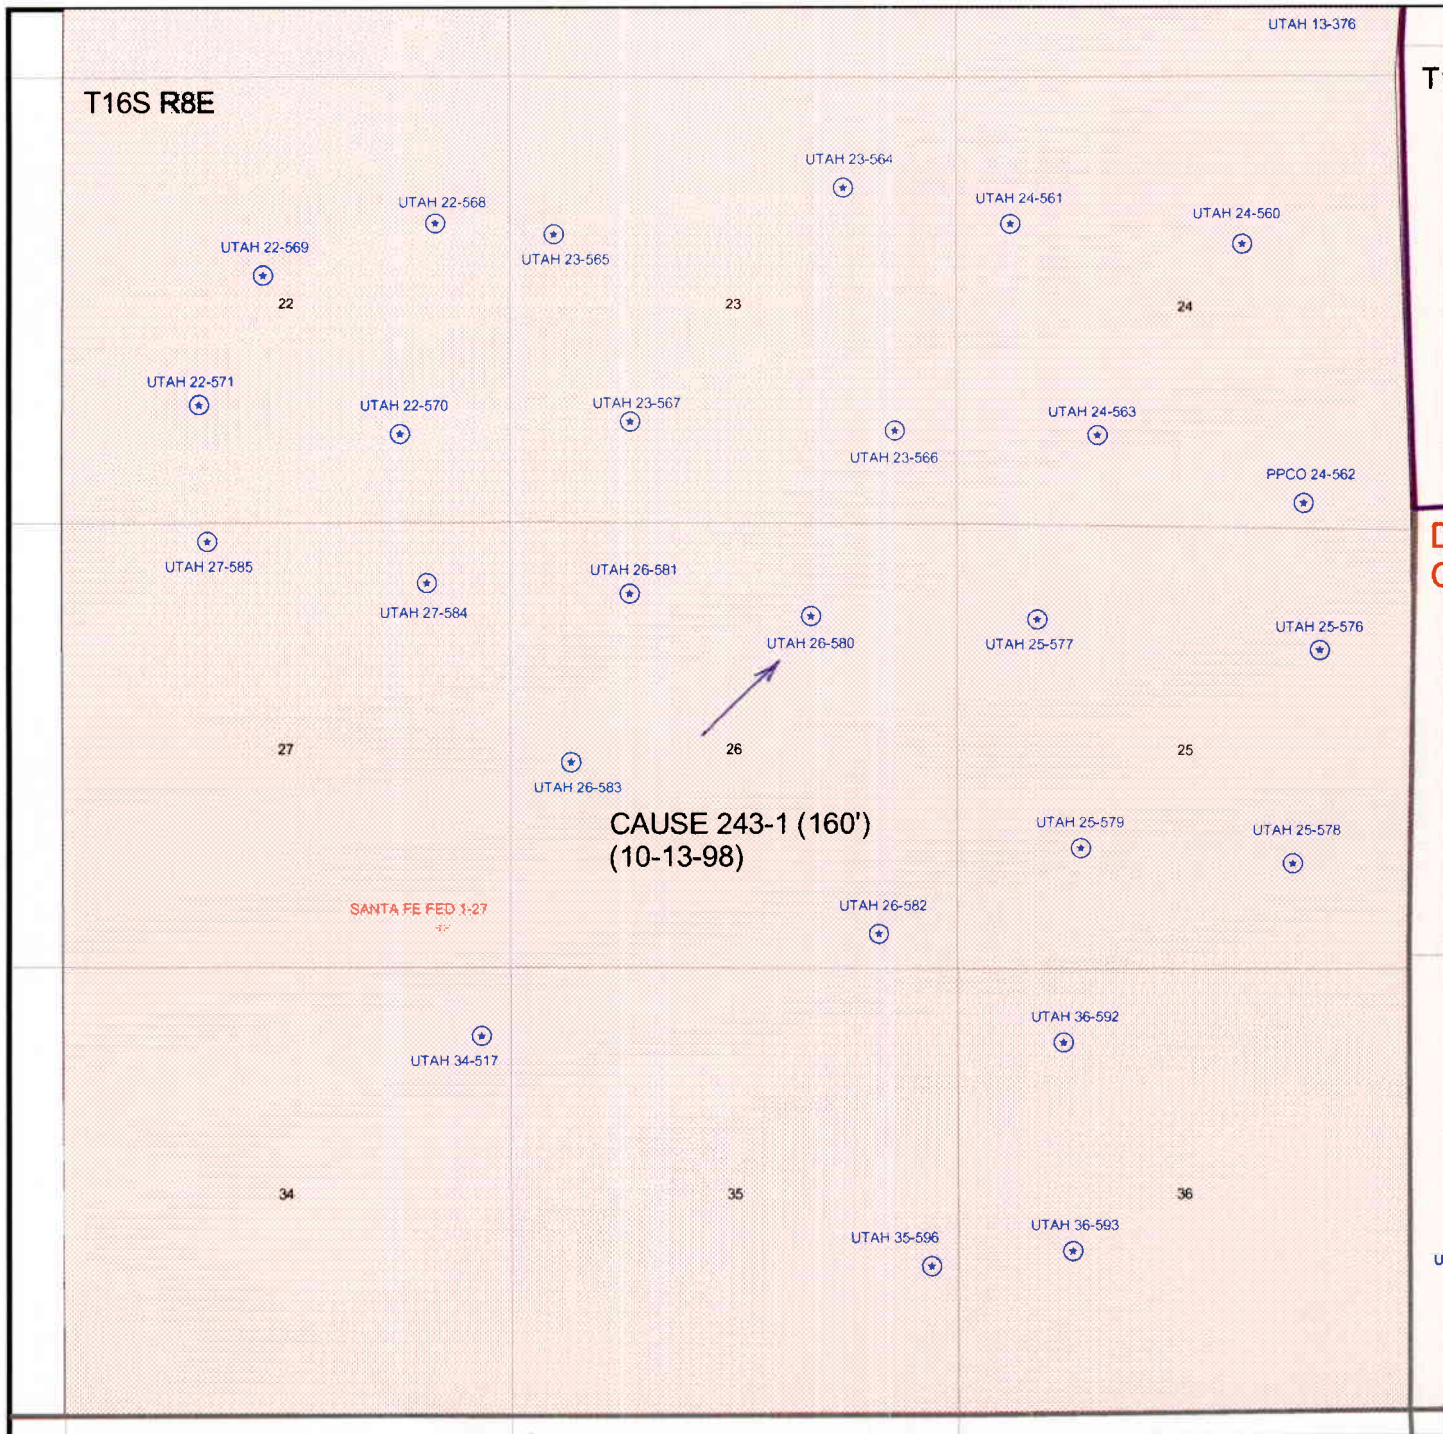 UTAH 13-376
T16S R8E
UTAH 23-564
UTAH 22-568
UTAH 24-561
UTAH 24-560
UTAH 22-569
UTAH 23-565
22
23
24
UTAH 22-571
UTAH 22-570
UTAH 23-567
UTAH 24-563
UTAH 23-566
PPCO 24-562
UTAH 27-585
UTAH 26-581
UTAH 27-584
UTAH 26-580
UTAH 25-577
UTAH 25-576
27
26
25
UTAH 26-583
CAUSE 243-1 (160')
(10-13-98)
UTAH 25-579
UTAH 25-578
SANTA FE FED 1-27
UTAH 26-582
UTAH 36-592
UTAH 34-517
34
35
36
UTAH 35-596
UTAH 36-593